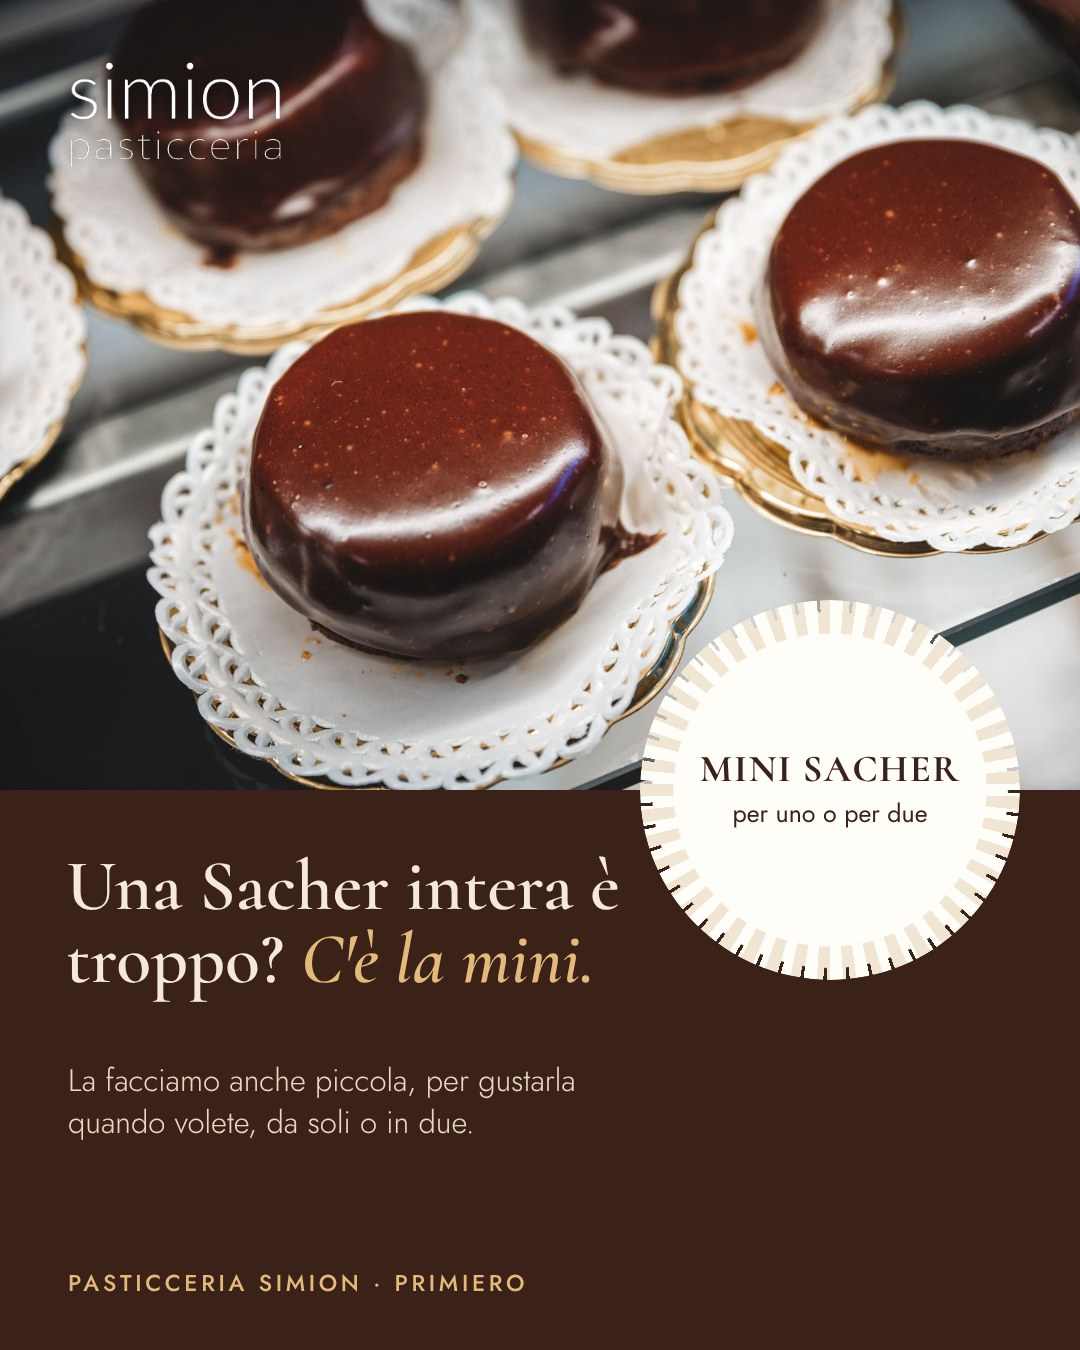 simion
pasticceria
MINI SACHER
per uno o per due
Una Sacher intera è
troppo? C'è la mini.
La facciamo anche piccola, per gustarla
quando volete, da soli o in due.
PASTICCERIA SIMION · PRIMIERO